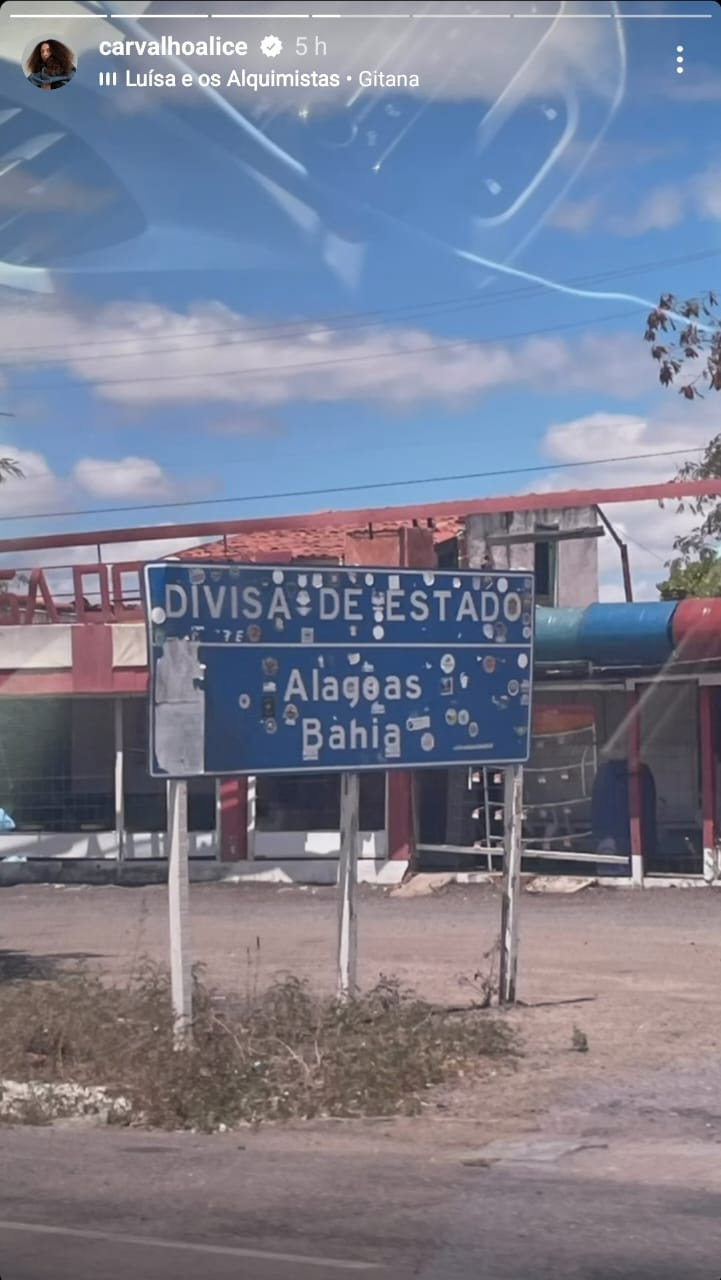 carvalhoalice 5 h
Luísa e os Alquimistas • Gitana
DIVISA DE ESTADO
Alagoas
Bahia